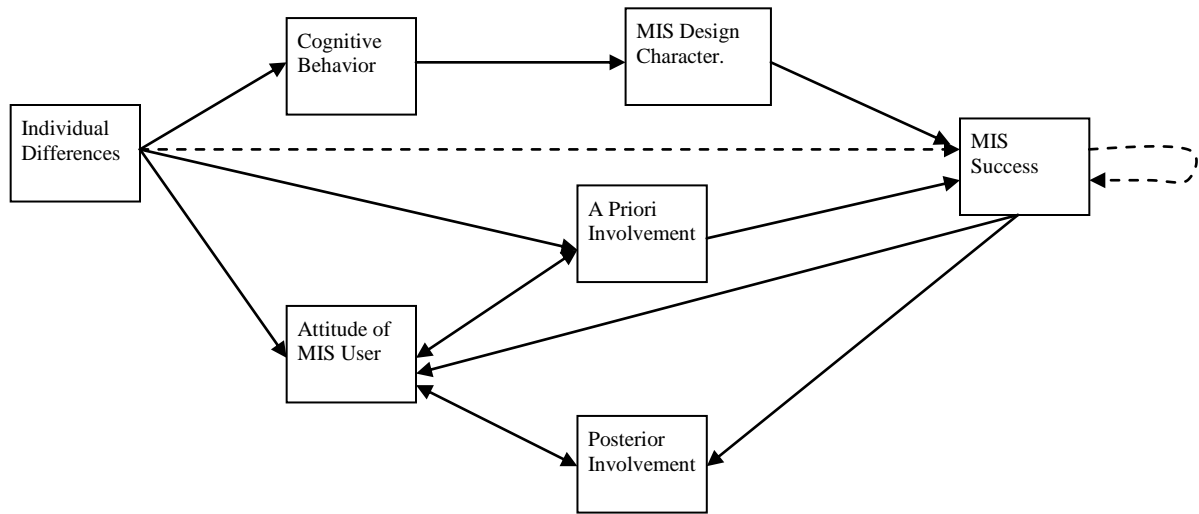 Cognitive
Behavior
MIS Design
Character.
Individual
Differences
MIS
Success
A Priori
Involvement
Attitude of
MIS User
Posterior
Involvement